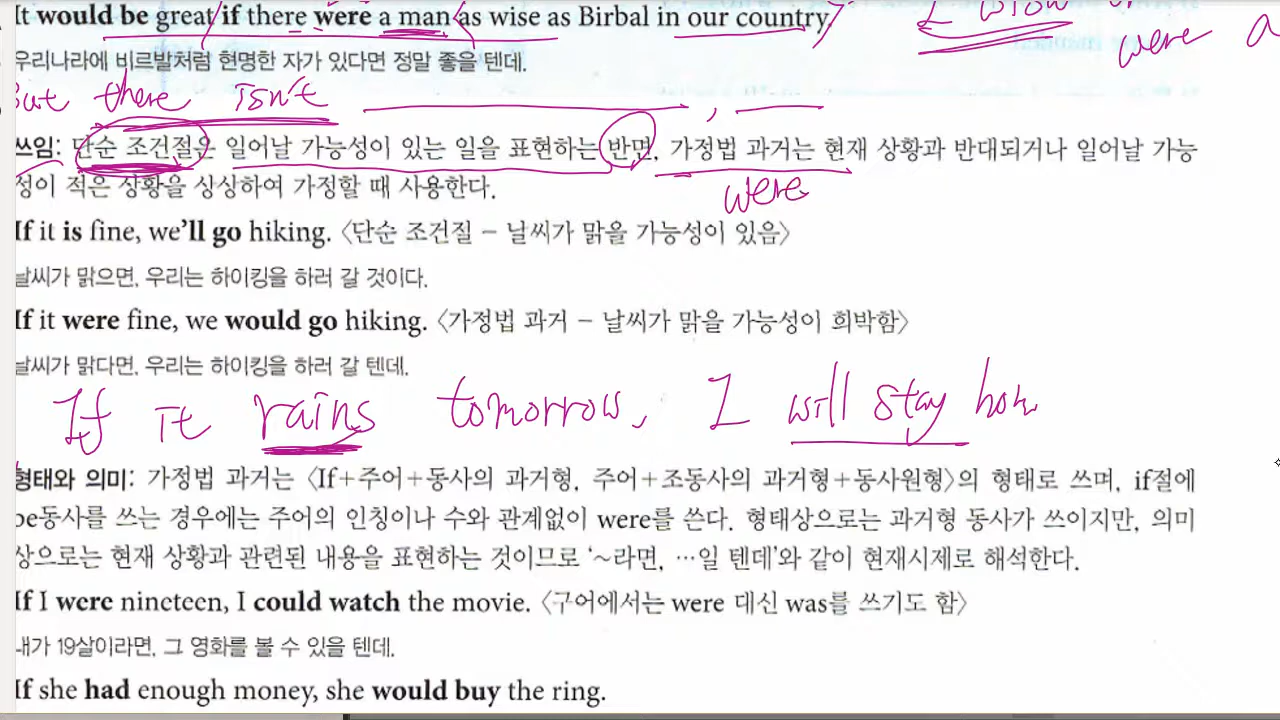 It would be great if there were a man as wise as Birbal in our country
were a
우리나라에 비르발처럼 현명한 자가 있다면 정말 좋을 텐데.
But there isn't ,
쓰임: 단순 조건절은 일어날 가능성이 있는 일을 표현하는 반면, 가정법 과거는 현재 상황과 반대되거나 일어날 가능
성이 적은 상황을 상상하여 가정할 때 사용한다.
were
If it is fine, we'll go hiking. 〈단순 조건절 – 날씨가 맑을 가능성이 있음〉
날씨가 맑으면, 우리는 하이킹을 하러 갈 것이다.
If it were fine, we would go hiking. 〈가정법 과거 – 날씨가 맑을 가능성이 희박함〉
날씨가 맑다면, 우리는 하이킹을 하러 갈 텐데.
If it rains tomorrow, I will stay home
형태와 의미: 가정법 과거는 〈If+주어+동사의 과거형, 주어+조동사의 과거형+동사원형〉의 형태로 쓰며, if절에
be동사를 쓰는 경우에는 주어의 인칭이나 수와 관계없이 were를 쓴다. 형태상으로는 과거형 동사가 쓰이지만, 의미
상으로는 현재 상황과 관련된 내용을 표현하는 것이므로 '~라면, …일 텐데'와 같이 현재시제로 해석한다.
If I were nineteen, I could watch the movie. 〈구어에서는 were 대신 was를 쓰기도 함〉
내가 19살이라면, 그 영화를 볼 수 있을 텐데.
If she had enough money, she would buy the ring.